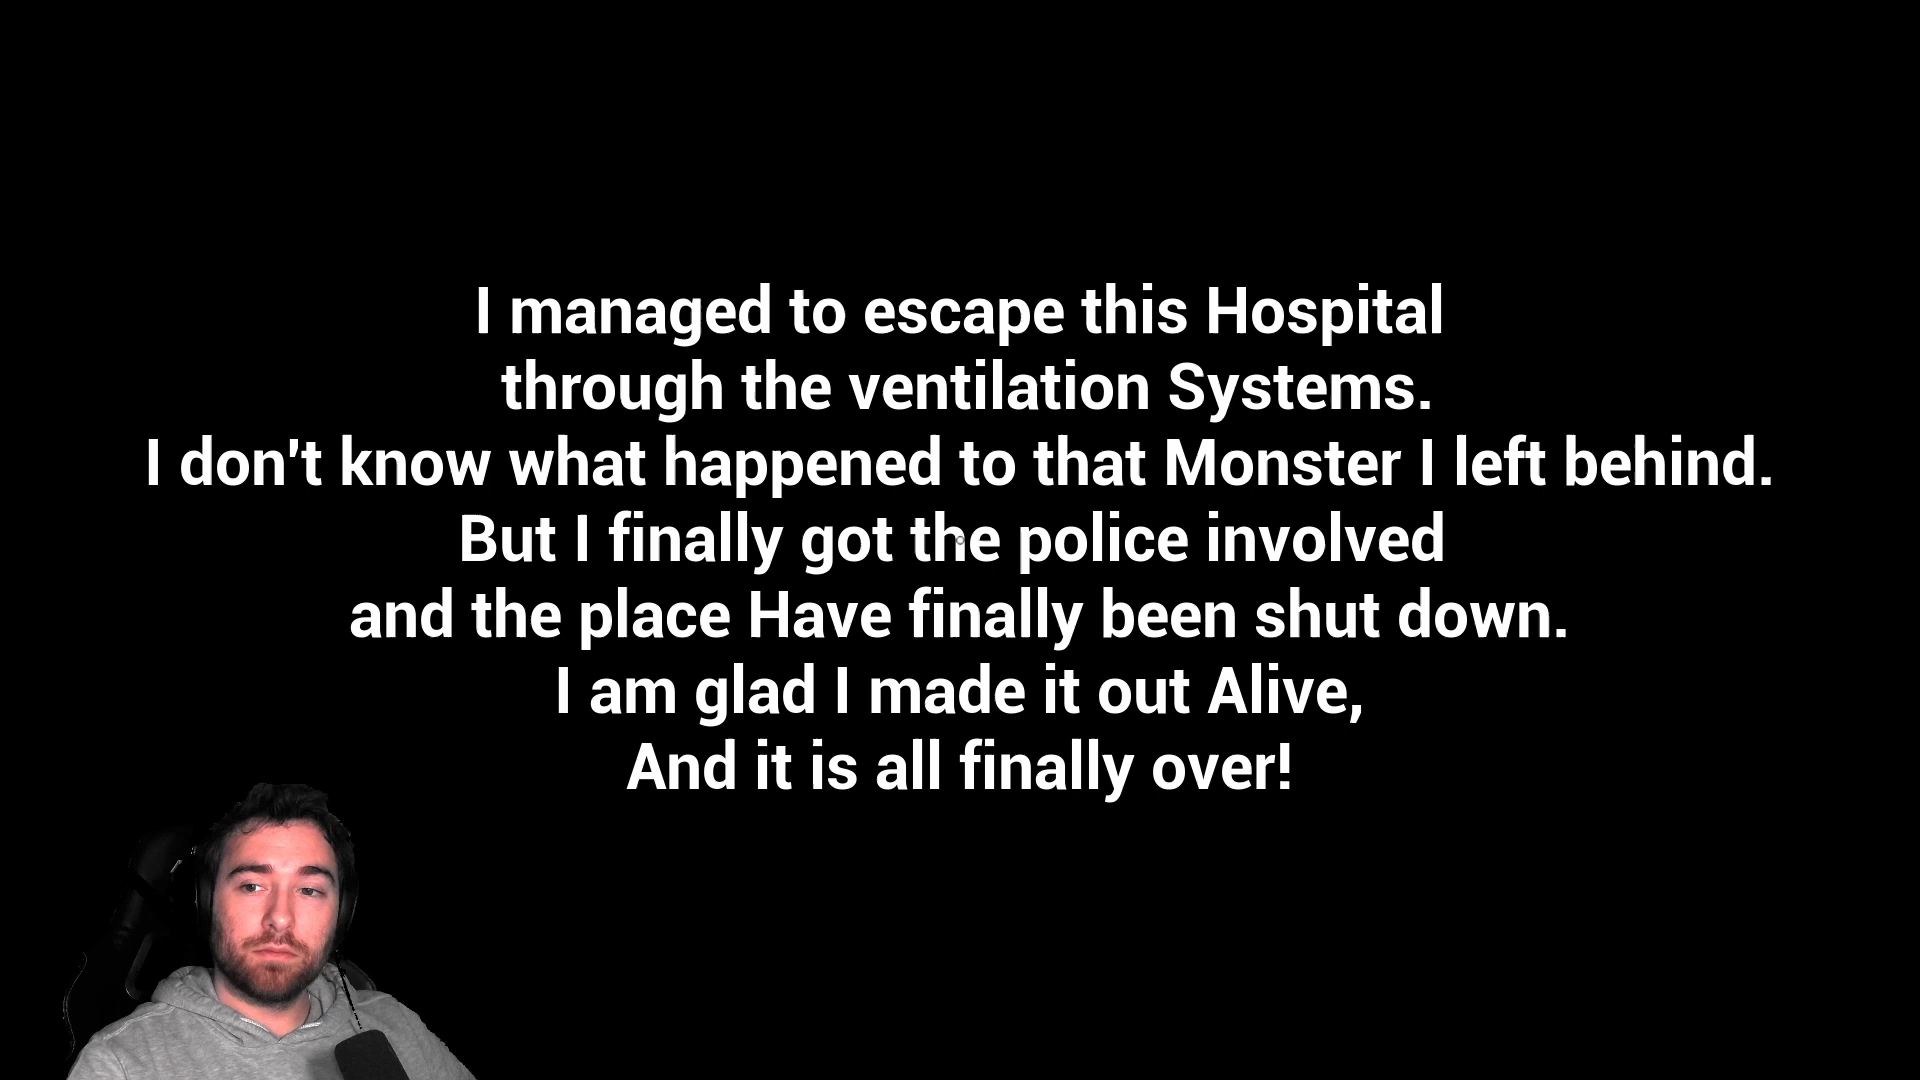 I managed to escape this Hospital
through the ventilation Systems.
I don't know what happened to that Monster I left behind.
But I finally got the police involved
and the place Have finally been shut down.
I am glad I made it out Alive,
And it is all finally over!